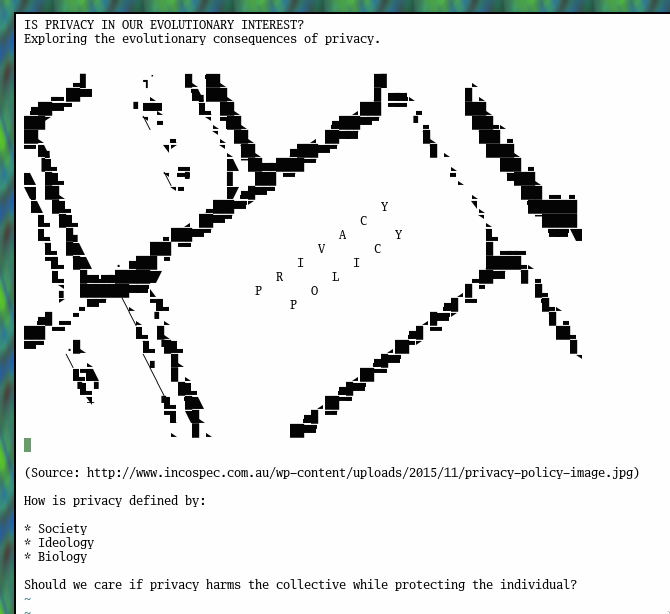 IS PRIVACY IN OUR EVOLUTIONARY INTEREST?
Exploring the evolutionary consequences of privacy.
PRIVACY
POLICY
(Source: http://www.incospec.com.au/wp-content/uploads/2015/11/privacy-policy-image.jpg)
How is privacy defined by:
* Society
* Ideology
* Biology
Should we care if privacy harms the collective while protecting the individual?
~
~